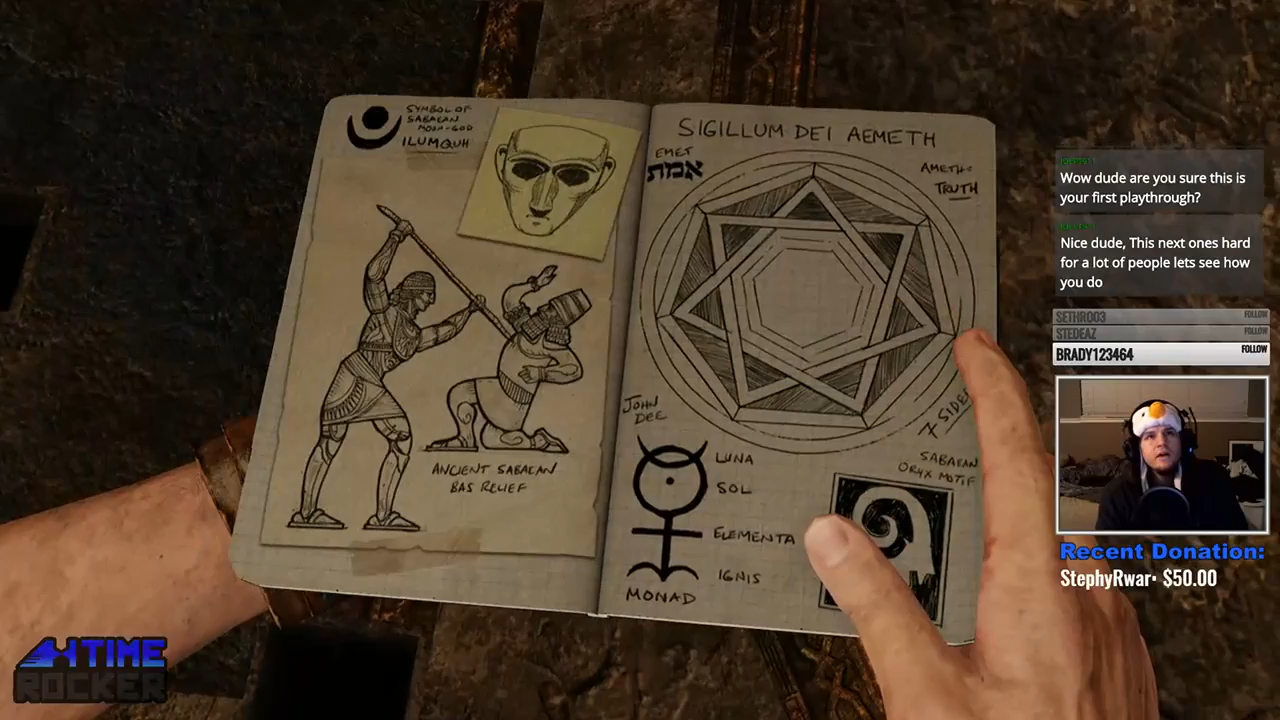 SYMBOL OF
SABAEAN
MOON-GOD
ILUMQUH
ANCIENT SABAEAN
BAS RELIEF
SIGILLUM DEI AEMETH
EMET
אמת
AMETH=
TRUTH
7 SIDES
JOHN
DEE
LUNA
SOL
ELEMENTA
IGNIS
MONAD
SABAEAN
ORYX MOTIF
Wow dude are you sure this is
your first playthrough?
Nice dude, This next ones hard
for a lot of people lets see how
you do
SETHR003 FOLLOW
STEDEAZ FOLLOW
BRADY123464 FOLLOW
Recent Donation:
StephyRwar- $50.00
TIME
ROCKER